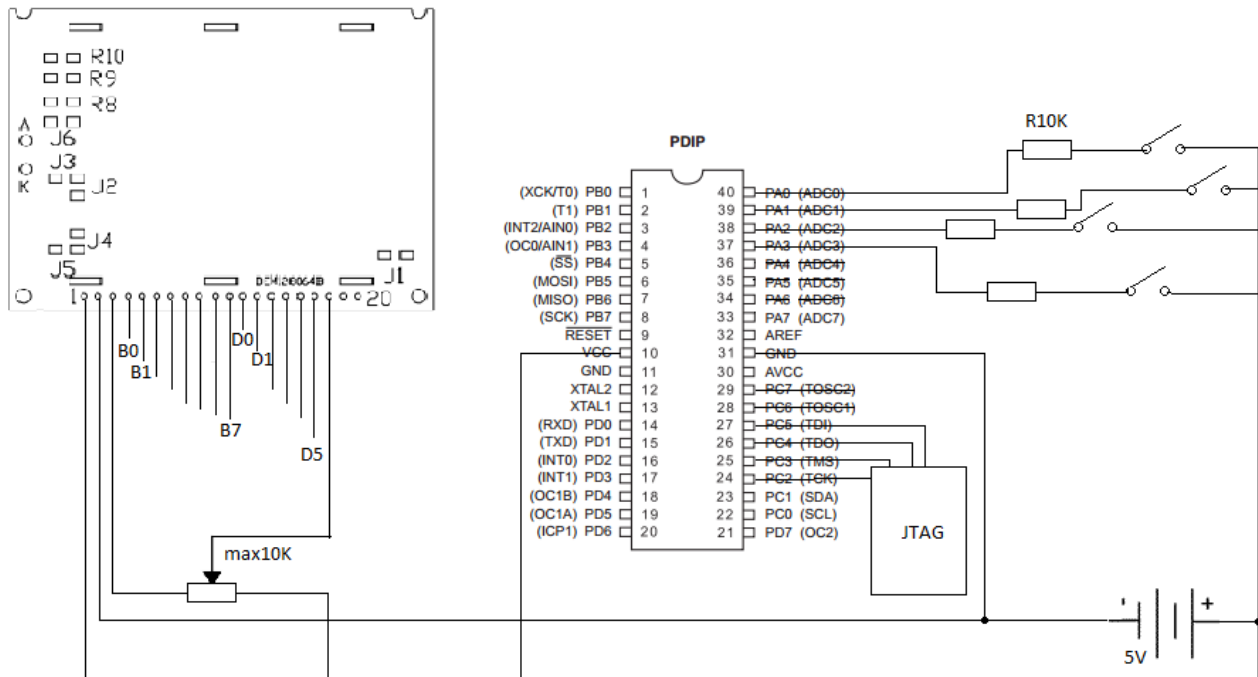 R10
R9
R8
A
J6
J3
K
J2
J4
J5
DEM128064B
J1
1
20
B0
B1
B7
D0
D1
D5
max10K
PDIP
(XCK/T0) PB0 1 40 PA0 (ADC0)
(T1) PB1 2 39 PA1 (ADC1)
(INT2/AIN0) PB2 3 38 PA2 (ADC2)
(OC0/AIN1) PB3 4 37 PA3 (ADC3)
(SS) PB4 5 36 PA4 (ADC4)
(MOSI) PB5 6 35 PA5 (ADC5)
(MISO) PB6 7 34 PA6 (ADC6)
(SCK) PB7 8 33 PA7 (ADC7)
RESET 9 32 AREF
VCC 10 31 GND
GND 11 30 AVCC
XTAL2 12 29 PC7 (TOSC2)
XTAL1 13 28 PC6 (TOSC1)
(RXD) PD0 14 27 PC5 (TDI)
(TXD) PD1 15 26 PC4 (TDO)
(INT0) PD2 16 25 PC3 (TMS)
(INT1) PD3 17 24 PC2 (TCK)
(OC1B) PD4 18 23 PC1 (SDA)
(OC1A) PD5 19 22 PC0 (SCL)
(ICP1) PD6 20 21 PD7 (OC2)
R10K
JTAG
- +
5V